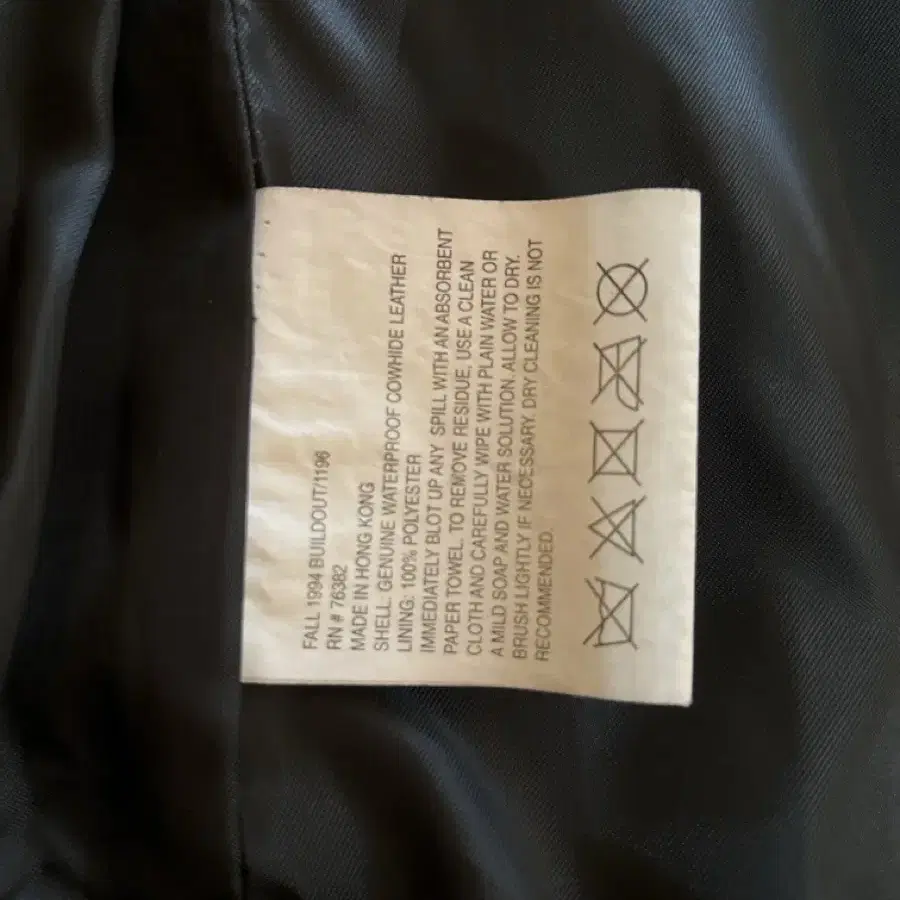 FALL 1994 BUILDOUT/1196
RN # 76382
MADE IN HONG KONG
SHELL: GENUINE WATERPROOF COWHIDE LEATHER
LINING: 100% POLYESTER
IMMEDIATELY BLOT UP ANY SPILL WITH AN ABSORBENT
PAPER TOWEL. TO REMOVE RESIDUE, USE A CLEAN
CLOTH AND CAREFULLY WIPE WITH PLAIN WATER OR
A MILD SOAP AND WATER SOLUTION. ALLOW TO DRY.
BRUSH LIGHTLY IF NECESSARY. DRY CLEANING IS NOT
RECOMMENDED.